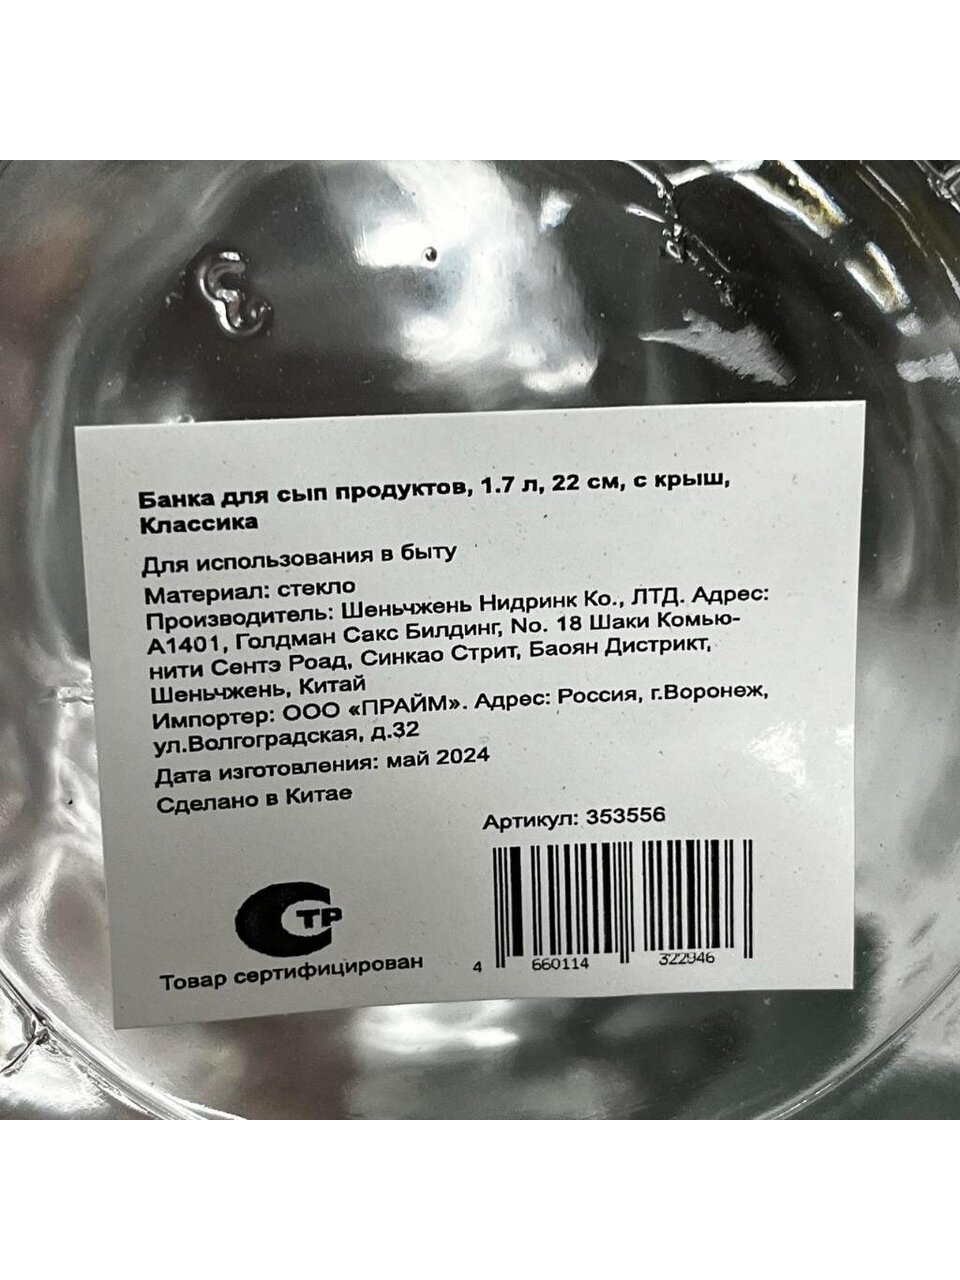 Банка для сып продуктов, 1.7 л, 22 см, с крыш,
Классика
Для использования в быту
Материал: стекло
Производитель: Шеньчжень Нидринк Ко., ЛТД. Адрес:
А1401, Голдман Сакс Билдинг, No. 18 Шаки Комью-
нити Сентэ Роад, Синкао Стрит, Баоян Дистрикт,
Шеньчжень, Китай
Импортер: ООО «ПРАЙМ». Адрес: Россия, г.Воронеж,
ул.Волгоградская, д.32
Дата изготовления: май 2024
Сделано в Китае
Артикул: 353556
СТР
Товар сертифицирован
4 660114 322946